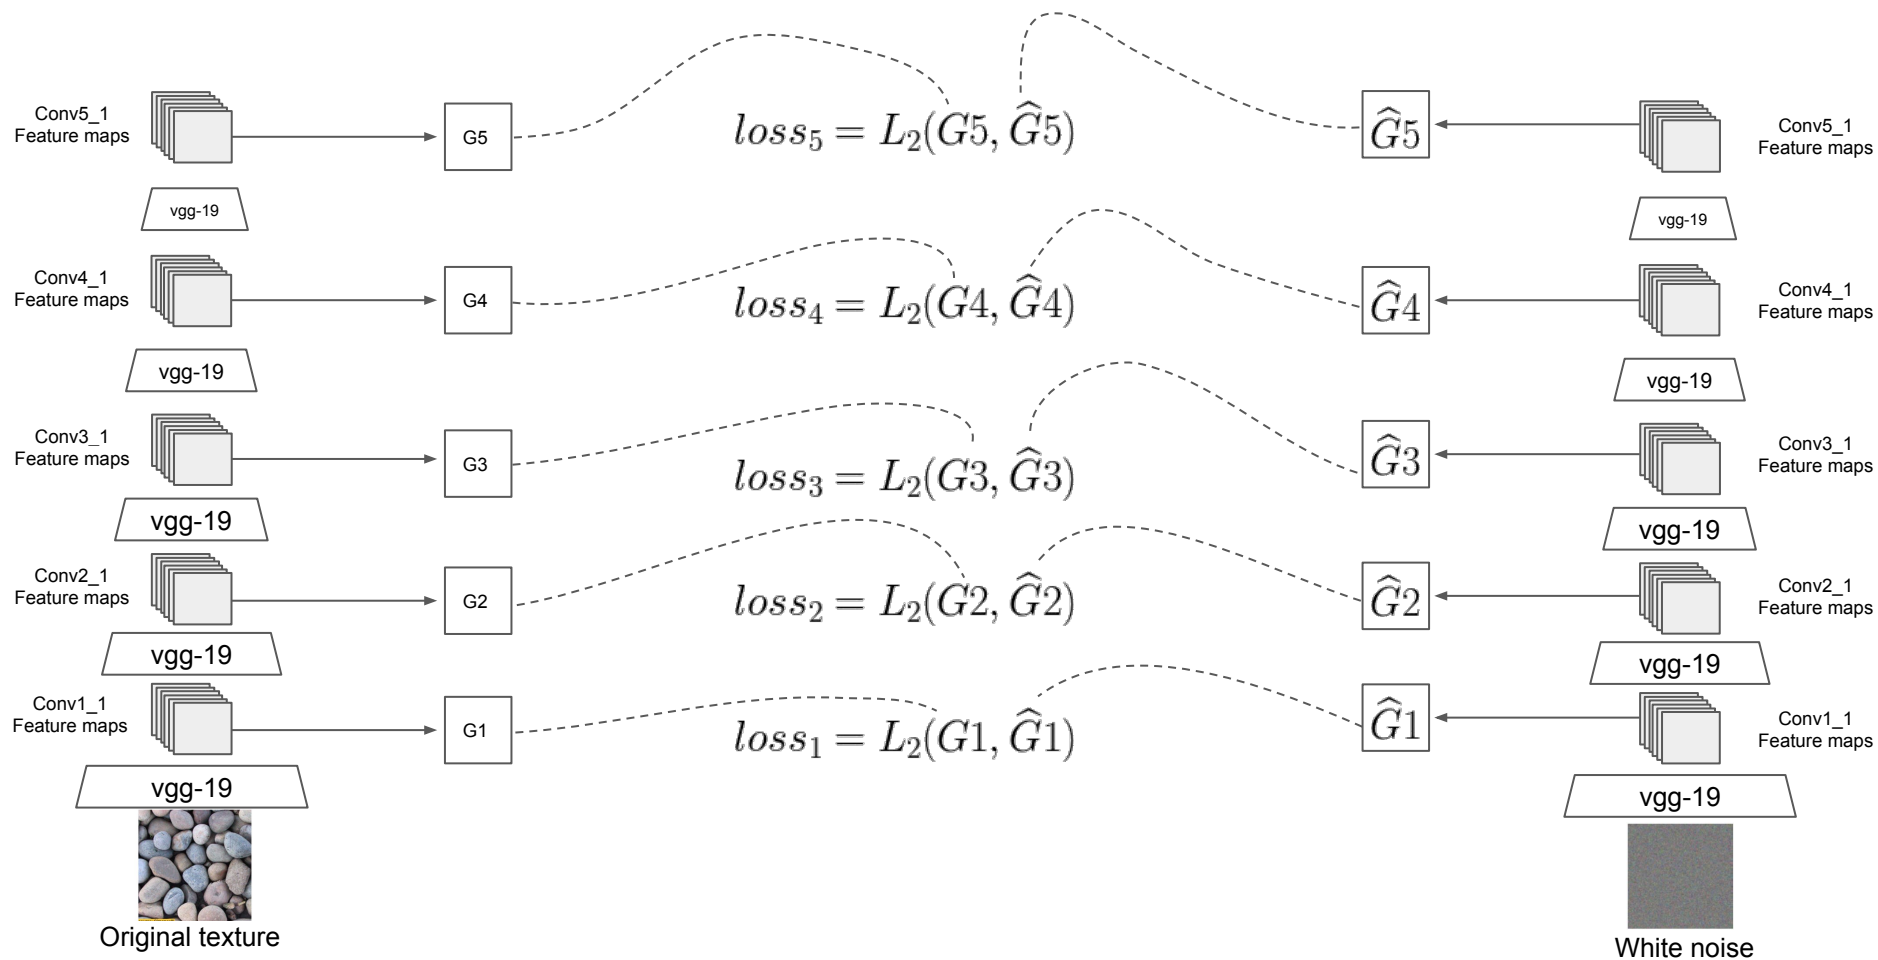 Conv5_1
Feature maps
G5
loss₅ = L₂(G5, Ĝ5)
Ĝ5
Conv5_1
Feature maps
vgg-19
vgg-19
Conv4_1
Feature maps
G4
loss₄ = L₂(G4, Ĝ4)
Ĝ4
Conv4_1
Feature maps
vgg-19
vgg-19
Conv3_1
Feature maps
G3
loss₃ = L₂(G3, Ĝ3)
Ĝ3
Conv3_1
Feature maps
vgg-19
vgg-19
Conv2_1
Feature maps
G2
loss₂ = L₂(G2, Ĝ2)
Ĝ2
Conv2_1
Feature maps
vgg-19
vgg-19
Conv1_1
Feature maps
G1
loss₁ = L₂(G1, Ĝ1)
Ĝ1
Conv1_1
Feature maps
vgg-19
vgg-19
Original texture
White noise